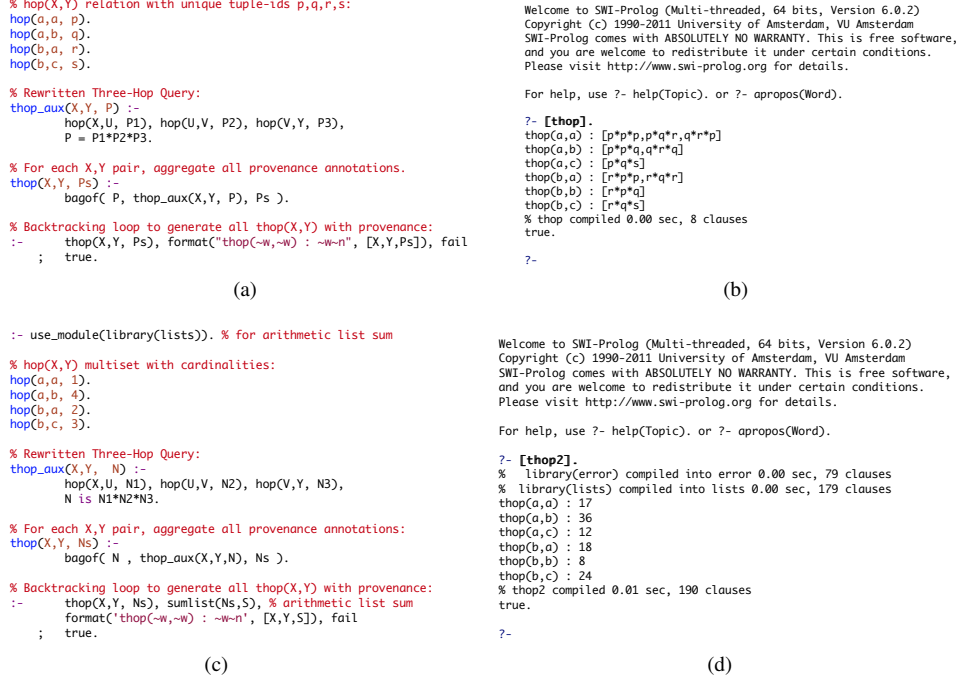 % hop(X,Y) relation with unique tuple-ids p,q,r,s:
hop(a,a, p).
hop(a,b, q).
hop(b,a, r).
hop(b,c, s).
% Rewritten Three-Hop Query:
thop_aux(X,Y, P) :-
hop(X,U, P1), hop(U,V, P2), hop(V,Y, P3),
P = P1*P2*P3.
% For each X,Y pair, aggregate all provenance annotations.
thop(X,Y, Ps) :-
bagof( P, thop_aux(X,Y, P), Ps ).
% Backtracking loop to generate all thop(X,Y) with provenance:
:- thop(X,Y, Ps), format("thop(~w,~w) : ~w~n", [X,Y,Ps]), fail
; true.
(a)
Welcome to SWI-Prolog (Multi-threaded, 64 bits, Version 6.0.2)
Copyright (c) 1990-2011 University of Amsterdam, VU Amsterdam
SWI-Prolog comes with ABSOLUTELY NO WARRANTY. This is free software,
and you are welcome to redistribute it under certain conditions.
Please visit http://www.swi-prolog.org for details.
For help, use ?- help(Topic). or ?- apropos(Word).
?- [thop].
thop(a,a) : [p*p*p,p*q*r,q*r*p]
thop(a,b) : [p*p*q,q*r*q]
thop(a,c) : [p*q*s]
thop(b,a) : [r*p*p,r*q*r]
thop(b,b) : [r*p*q]
thop(b,c) : [r*q*s]
% thop compiled 0.00 sec, 8 clauses
true.
?-
(b)
:- use_module(library(lists)). % for arithmetic list sum
% hop(X,Y) multiset with cardinalities:
hop(a,a, 1).
hop(a,b, 4).
hop(b,a, 2).
hop(b,c, 3).
% Rewritten Three-Hop Query:
thop_aux(X,Y, N) :-
hop(X,U, N1), hop(U,V, N2), hop(V,Y, N3),
N is N1*N2*N3.
% For each X,Y pair, aggregate all provenance annotations:
thop(X,Y, Ns) :-
bagof( N , thop_aux(X,Y,N), Ns ).
% Backtracking loop to generate all thop(X,Y) with provenance:
:- thop(X,Y, Ns), sumlist(Ns,S), % arithmetic list sum
format('thop(~w,~w) : ~w~n', [X,Y,S]), fail
; true.
(c)
Welcome to SWI-Prolog (Multi-threaded, 64 bits, Version 6.0.2)
Copyright (c) 1990-2011 University of Amsterdam, VU Amsterdam
SWI-Prolog comes with ABSOLUTELY NO WARRANTY. This is free software,
and you are welcome to redistribute it under certain conditions.
Please visit http://www.swi-prolog.org for details.
For help, use ?- help(Topic). or ?- apropos(Word).
?- [thop2].
% library(error) compiled into error 0.00 sec, 79 clauses
% library(lists) compiled into lists 0.00 sec, 179 clauses
thop(a,a) : 17
thop(a,b) : 36
thop(a,c) : 12
thop(b,a) : 18
thop(b,b) : 8
thop(b,c) : 24
% thop2 compiled 0.01 sec, 190 clauses
true.
?-
(d)